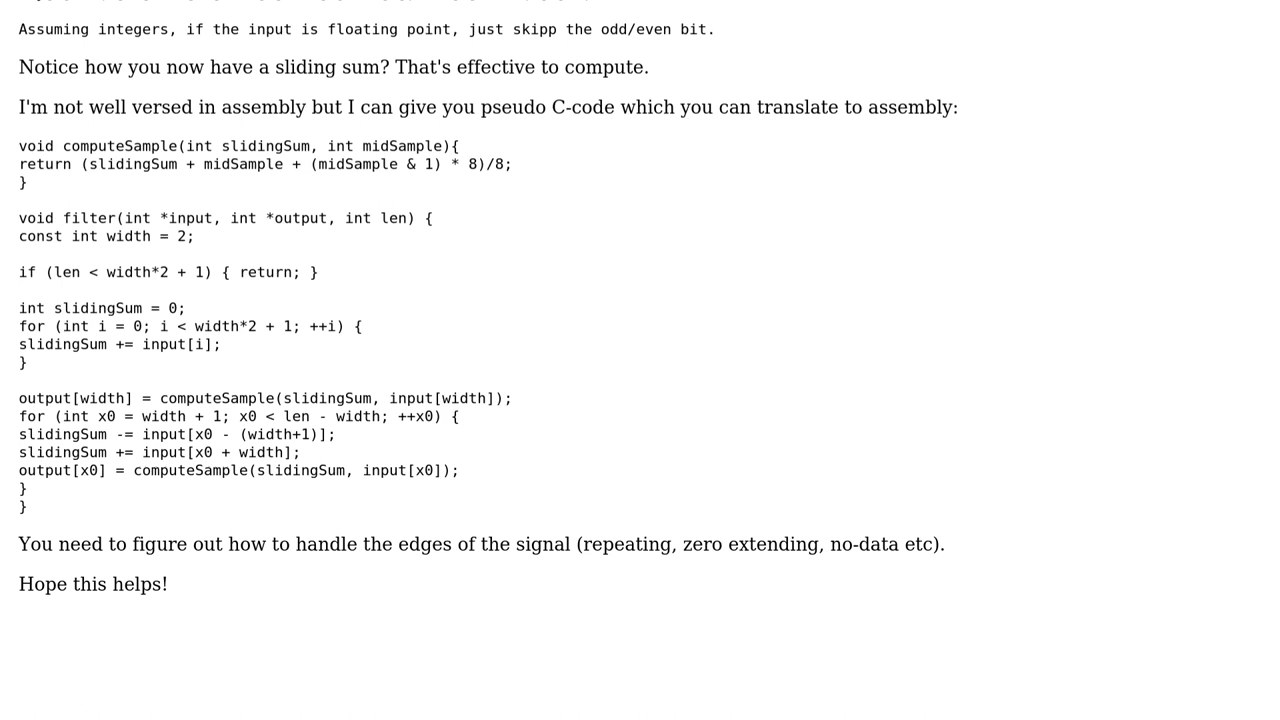 Assuming integers, if the input is floating point, just skipp the odd/even bit.
Notice how you now have a sliding sum? That's effective to compute.
I'm not well versed in assembly but I can give you pseudo C-code which you can translate to assembly:
void computeSample(int slidingSum, int midSample){
return (slidingSum + midSample + (midSample & 1) * 8)/8;
}
void filter(int *input, int *output, int len) {
const int width = 2;
if (len < width*2 + 1) { return; }
int slidingSum = 0;
for (int i = 0; i < width*2 + 1; ++i) {
slidingSum += input[i];
}
output[width] = computeSample(slidingSum, input[width]);
for (int x0 = width + 1; x0 < len - width; ++x0) {
slidingSum -= input[x0 - (width+1)];
slidingSum += input[x0 + width];
output[x0] = computeSample(slidingSum, input[x0]);
}
}
You need to figure out how to handle the edges of the signal (repeating, zero extending, no-data etc).
Hope this helps!